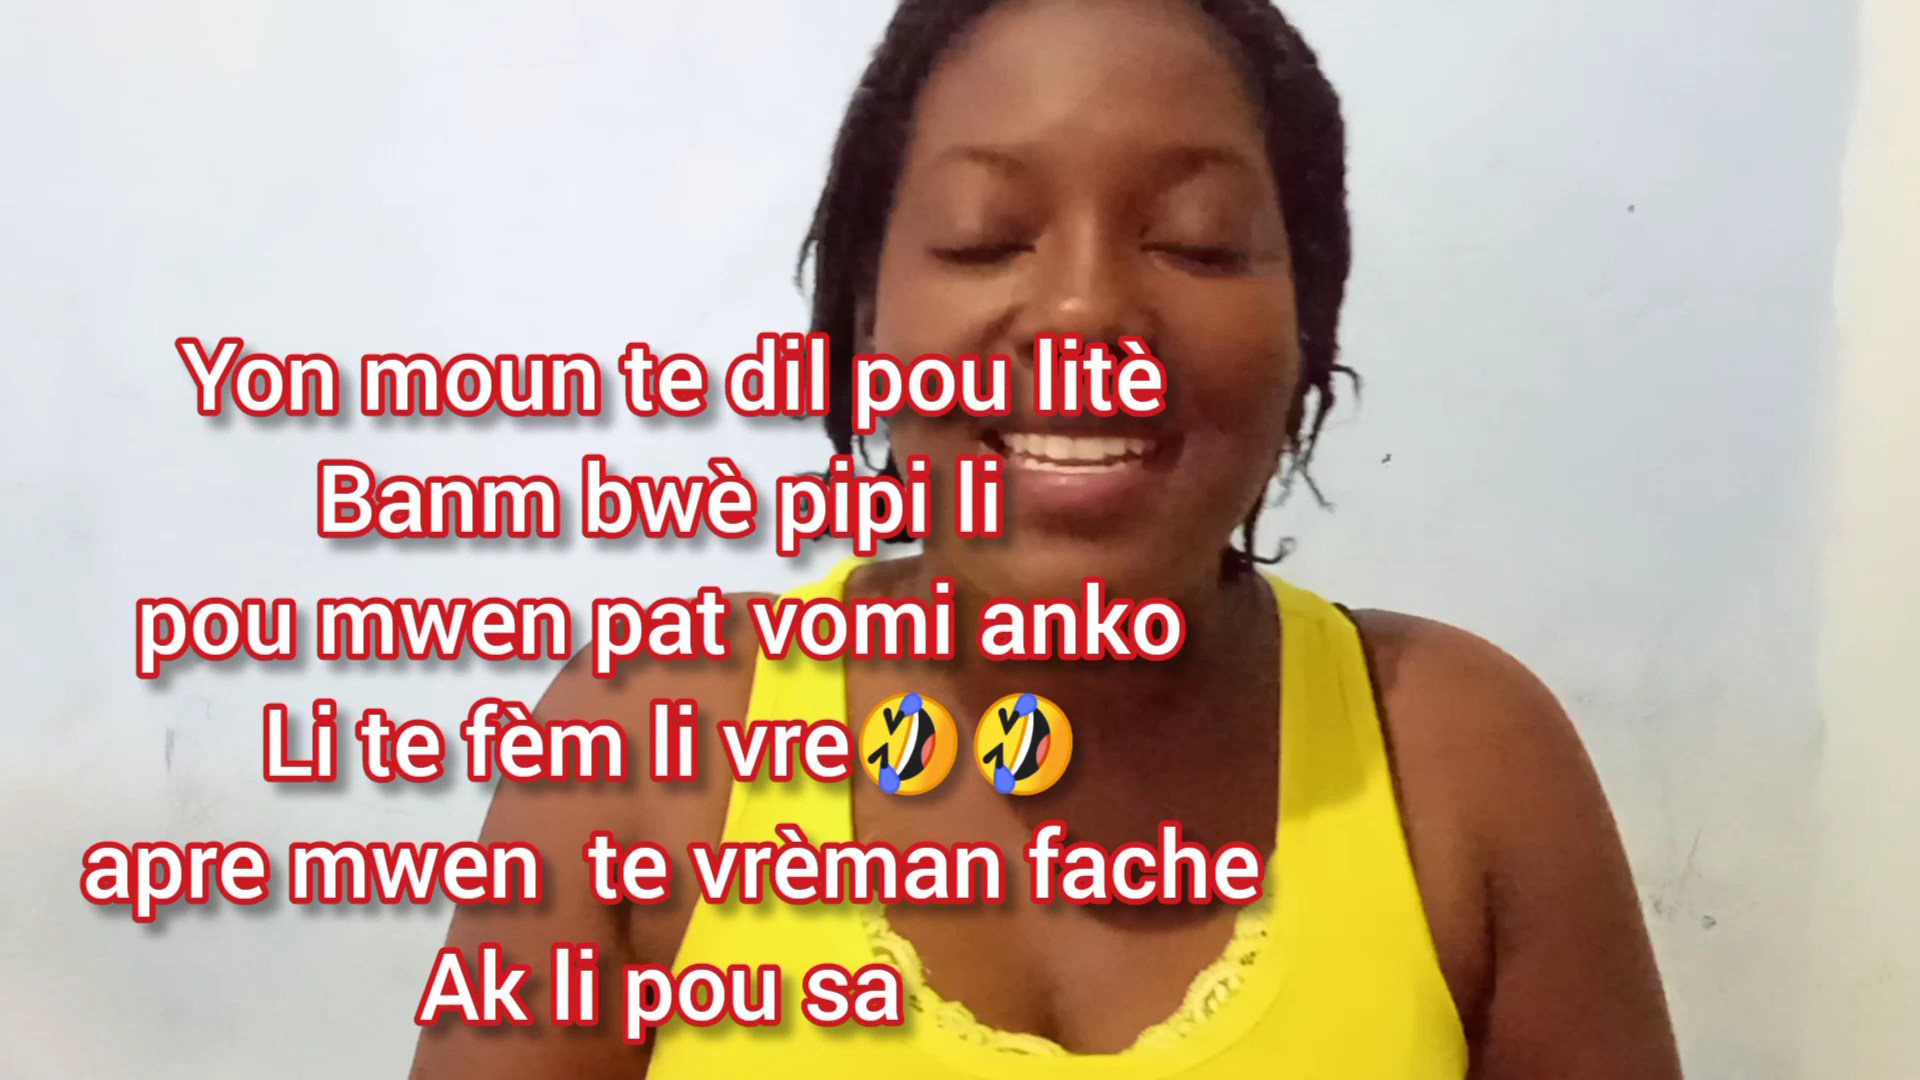 Yon moun te dil pou litè
Banm bwè pipi li
pou mwen pat vomi anko
Li te fèm li vre🤣🤣
apre mwen te vrèman fache
Ak li pou sa